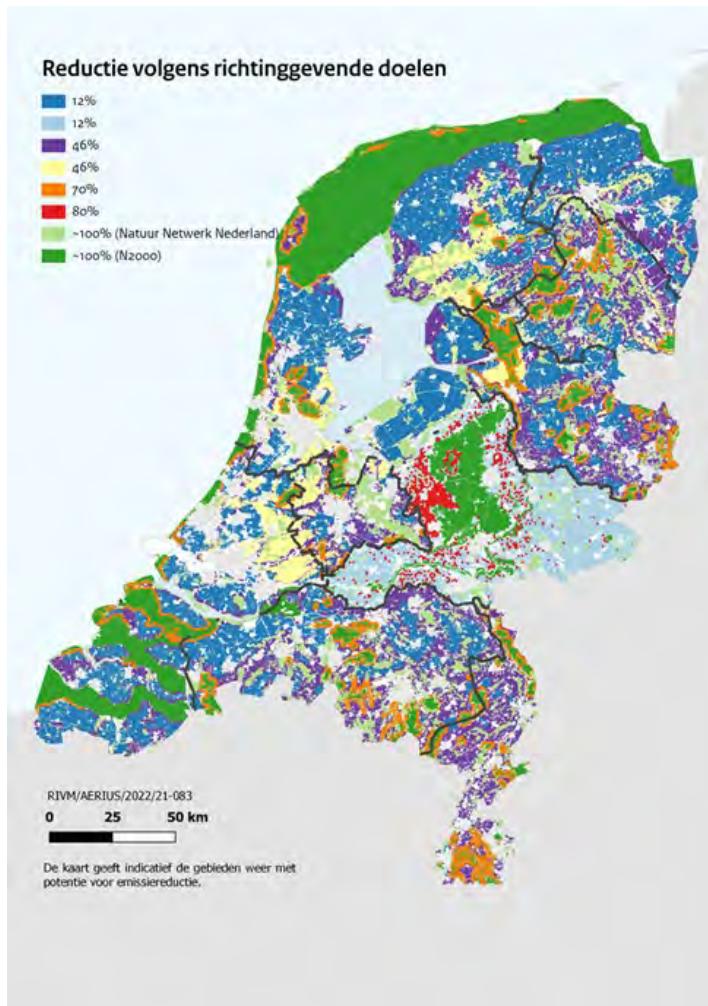 Reductie volgens richtinggevende doelen
12%
12%
46%
46%
70%
80%
~100% (Natuur Netwerk Nederland)
~100% (N2000)
RIVM/AERIUS/2022/21-083
0 25 50 km
De kaart geeft indicatief de gebieden weer met
potentie voor emissiereductie.